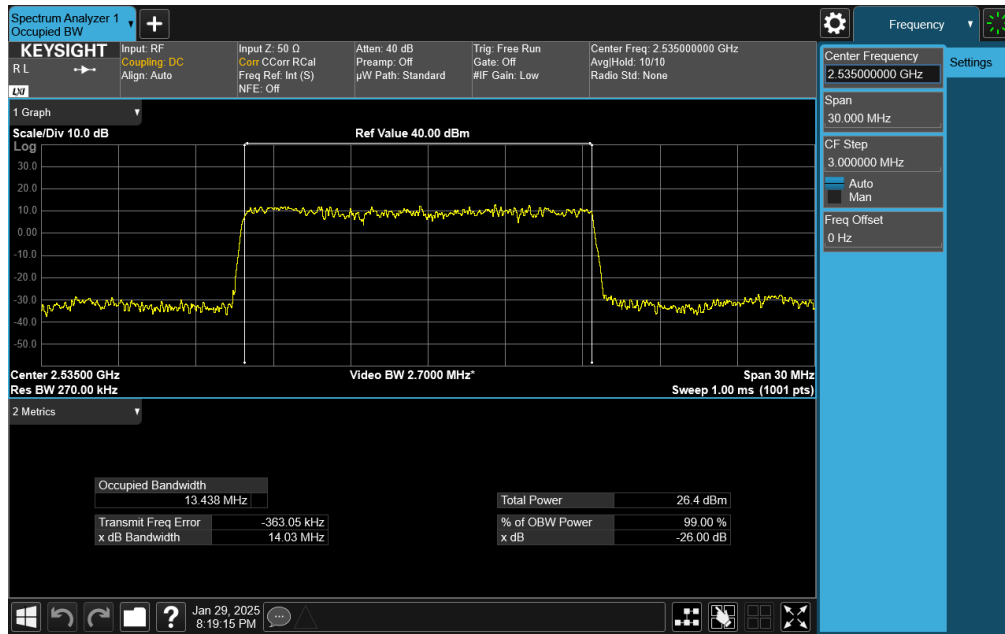 Spectrum Analyzer 1
Occupied BW
Frequency
KEYSIGHT
R L
LXI
Input: RF
Coupling: DC
Align: Auto
Input Z: 50 Ω
Corr CCorr RCal
Freq Ref: Int (S)
NFE: Off
Atten: 40 dB
Preamp: Off
µW Path: Standard
Trig: Free Run
Gate: Off
#IF Gain: Low
Center Freq: 2.535000000 GHz
Avg|Hold: 10/10
Radio Std: None
Center Frequency
2.535000000 GHz
Settings
Span
30.000 MHz
CF Step
3.000000 MHz
Auto
Man
Freq Offset
0 Hz
1 Graph
Scale/Div 10.0 dB
Ref Value 40.00 dBm
Log
30.0
20.0
10.0
0.00
-10.0
-20.0
-30.0
-40.0
-50.0
Center 2.53500 GHz
Video BW 2.7000 MHz*
Span 30 MHz
Res BW 270.00 kHz
Sweep 1.00 ms (1001 pts)
2 Metrics
Occupied Bandwidth
13.438 MHz
Total Power 26.4 dBm
Transmit Freq Error -363.05 kHz
% of OBW Power 99.00 %
x dB Bandwidth 14.03 MHz
x dB -26.00 dB
Jan 29, 2025
8:19:15 PM